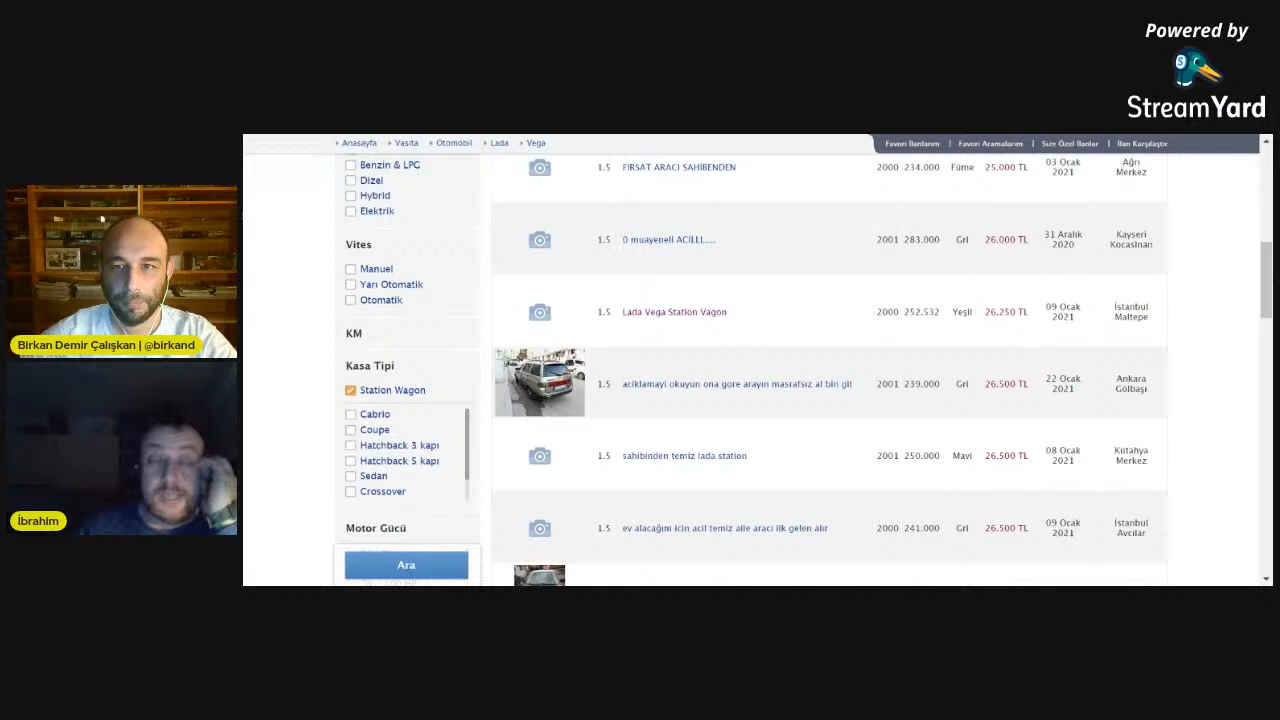 Powered by
StreamYard
Anasayfa Vasıta Otomobil Lada Vega
Favori İlanlarım | Favori Aramalarım | Size Özel İlanlar | İlan Karşılaştır
Benzin & LPG
Dizel
Hybrid
Elektrik
Vites
Manuel
Yarı Otomatik
Otomatik
KM
Kasa Tipi
Station Wagon
Cabrio
Coupe
Hatchback 3 kapı
Hatchback 5 kapı
Sedan
Crossover
Motor Gücü
Ara
1.5 FIRSAT ARACI SAHİBENDEN 2000 234.000 Füme 25.000 TL 03 Ocak 2021 Ağrı Merkez
1.5 0 muayeneli ACİLLL.... 2001 283.000 Gri 26.000 TL 31 Aralık 2020 Kayseri Kocasinan
1.5 Lada Vega Station Vagon 2000 252.532 Yeşil 26.250 TL 09 Ocak 2021 İstanbul Maltepe
1.5 aciklamayi okuyun ona gore arayın masrafsız al bin git 2001 239.000 Gri 26.500 TL 22 Ocak 2021 Ankara Gölbaşı
1.5 sahibinden temiz lada station 2001 250.000 Mavi 26.500 TL 08 Ocak 2021 Kütahya Merkez
1.5 ev alacağım icin acil temiz aile aracı ilk gelen alır 2000 241.000 Gri 26.500 TL 09 Ocak 2021 İstanbul Avcılar
Birkan Demir Çalışkan | @birkand
İbrahim